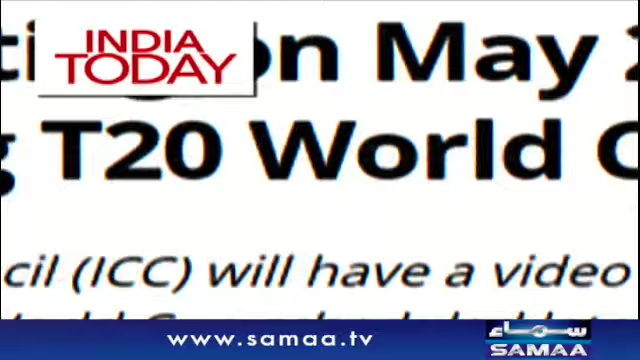 INDIA
TODAY
on May
T20 World
cil (ICC) will have a video
www.samaa.tv
سماء
SAMAA